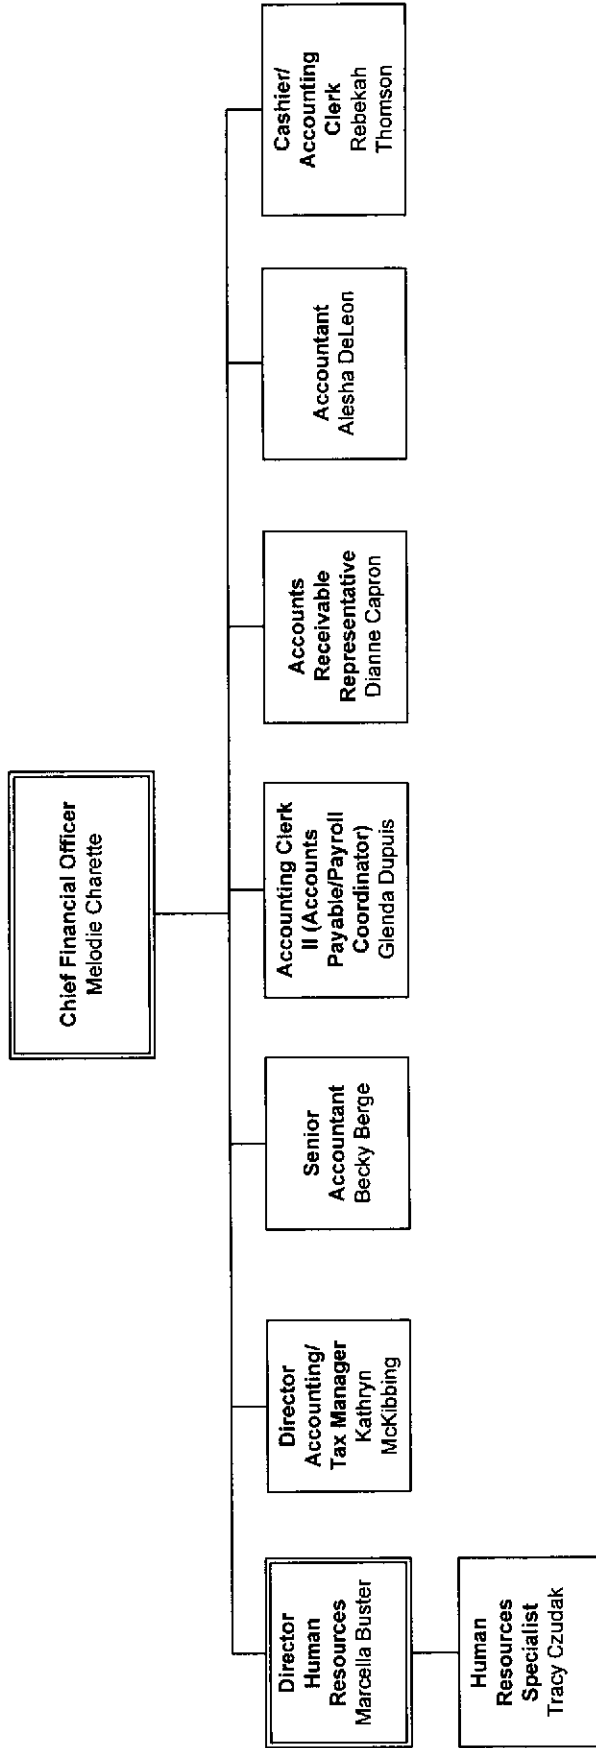 Chief Financial Officer
Melodie Charette
Director
Human
Resources
Marcella Buster
Director
Accounting/
Tax Manager
Kathryn
McKibbing
Senior
Accountant
Becky Berge
Accounting Clerk
II (Accounts
Payable/Payroll
Coordinator)
Glenda Dupuis
Accounts
Receivable
Representative
Dianne Capron
Accountant
Alesha DeLeon
Cashier/
Accounting
Clerk
Rebekah
Thomson
Human
Resources
Specialist
Tracy Czudak